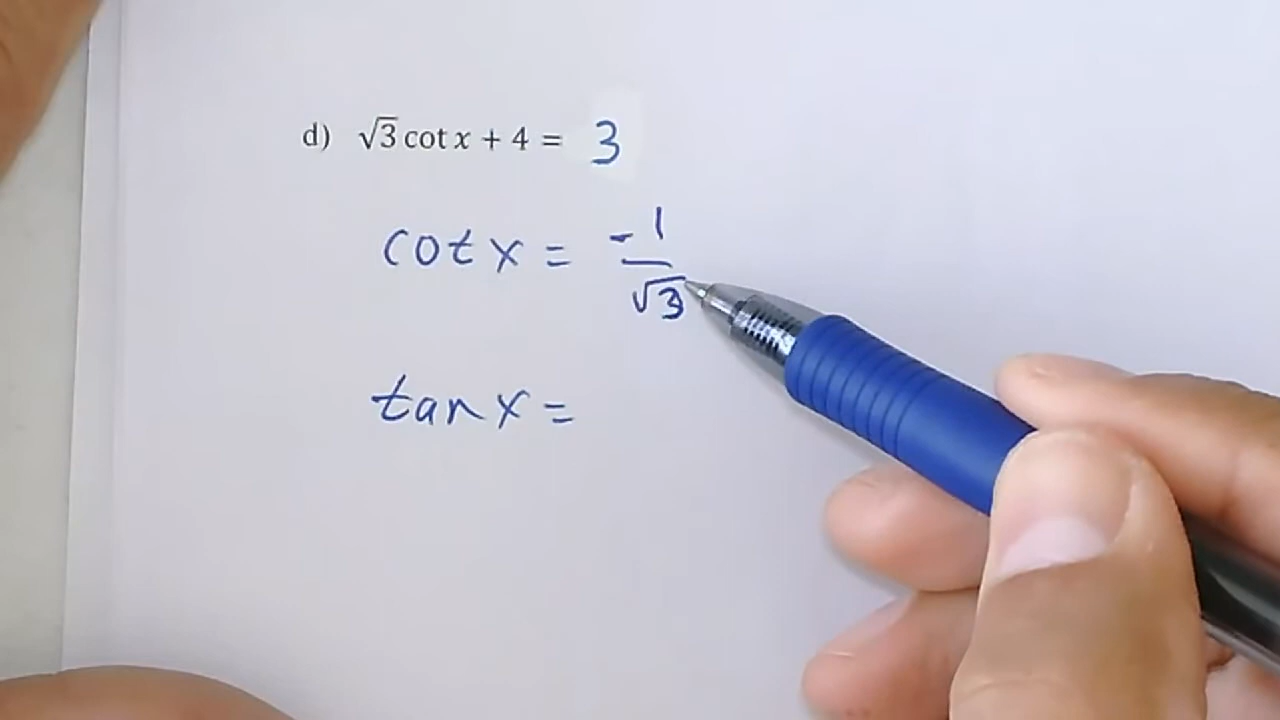 d) √3 cot x + 4 = 3
cot x = -1/√3
tan x =